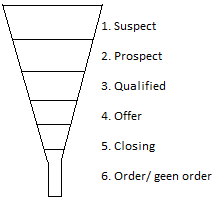 1. Suspect
2. Prospect
3. Qualified
4. Offer
5. Closing
6. Order/ geen order